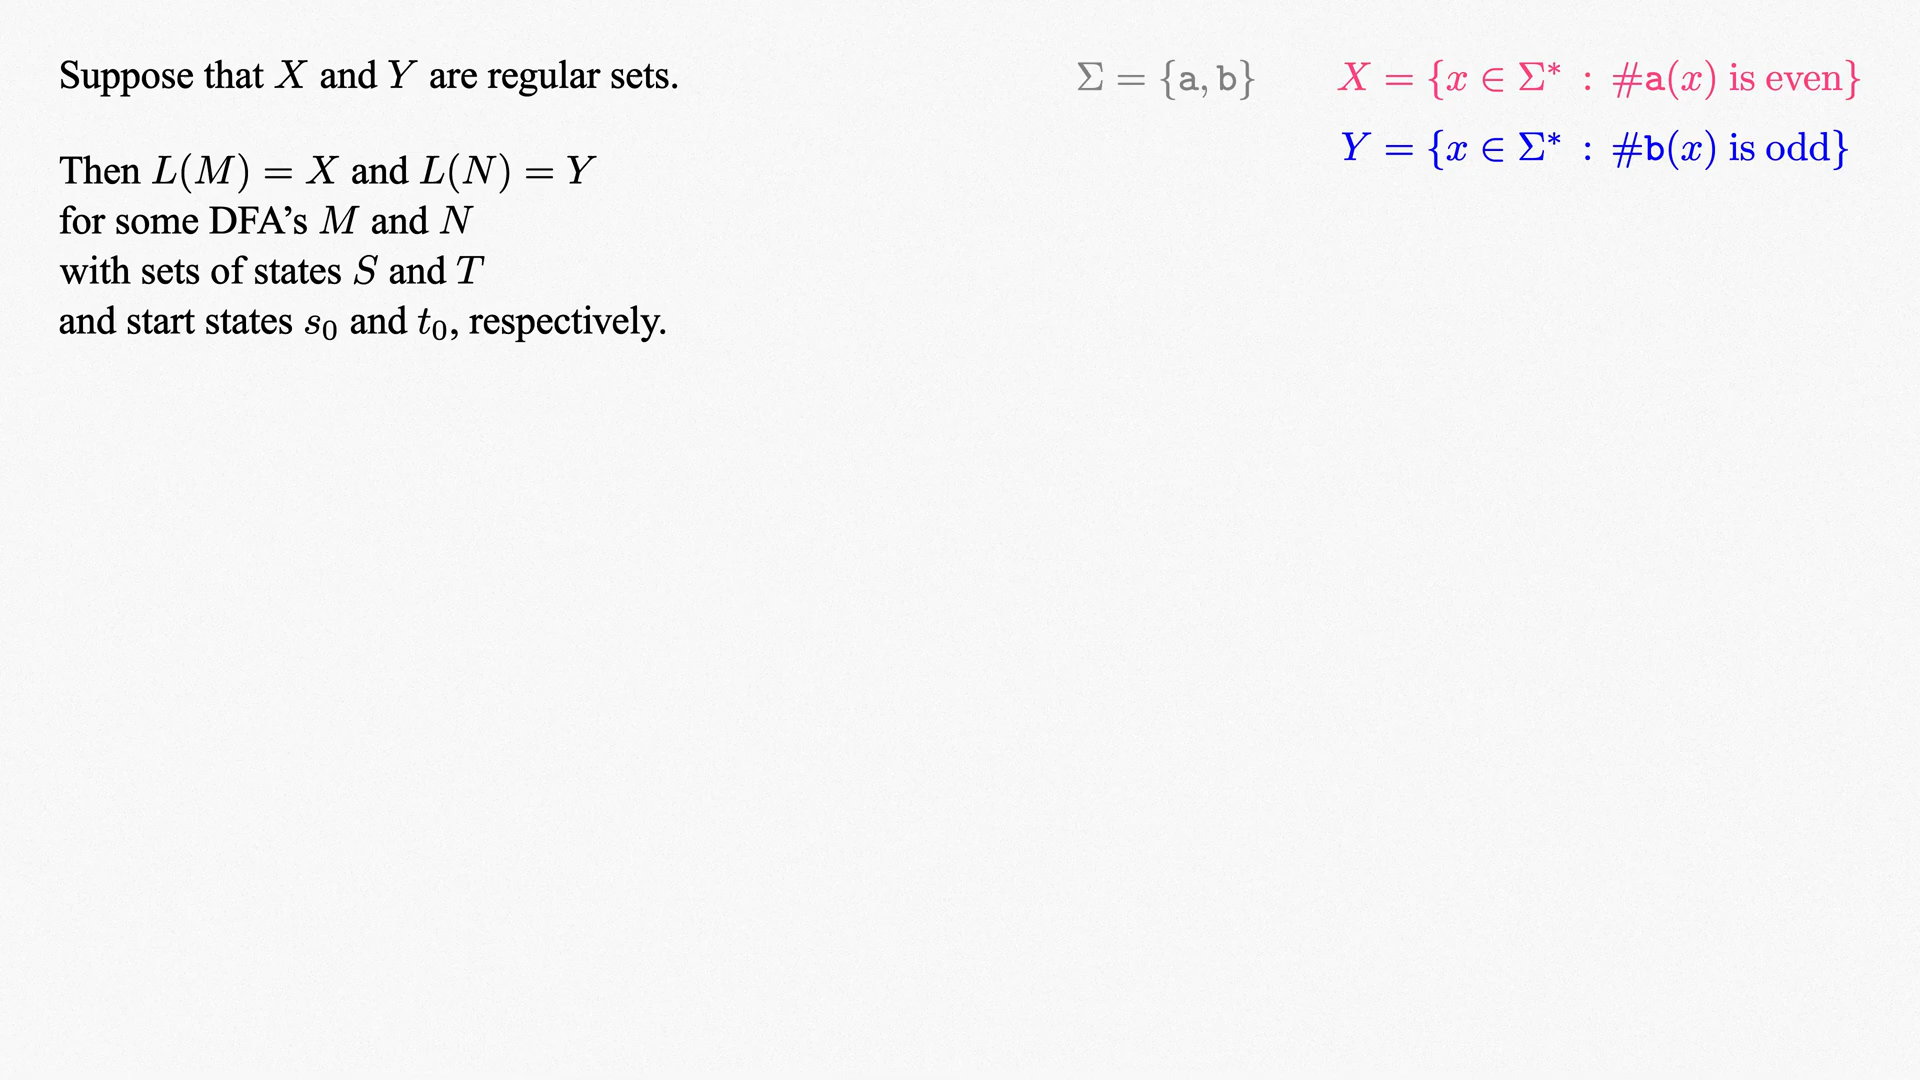 Suppose that X and Y are regular sets.
Then L(M) = X and L(N) = Y
for some DFA’s M and N
with sets of states S and T
and start states s₀ and t₀, respectively.
Σ = {a, b}
X = {x ∈ Σ* : #a(x) is even}
Y = {x ∈ Σ* : #b(x) is odd}